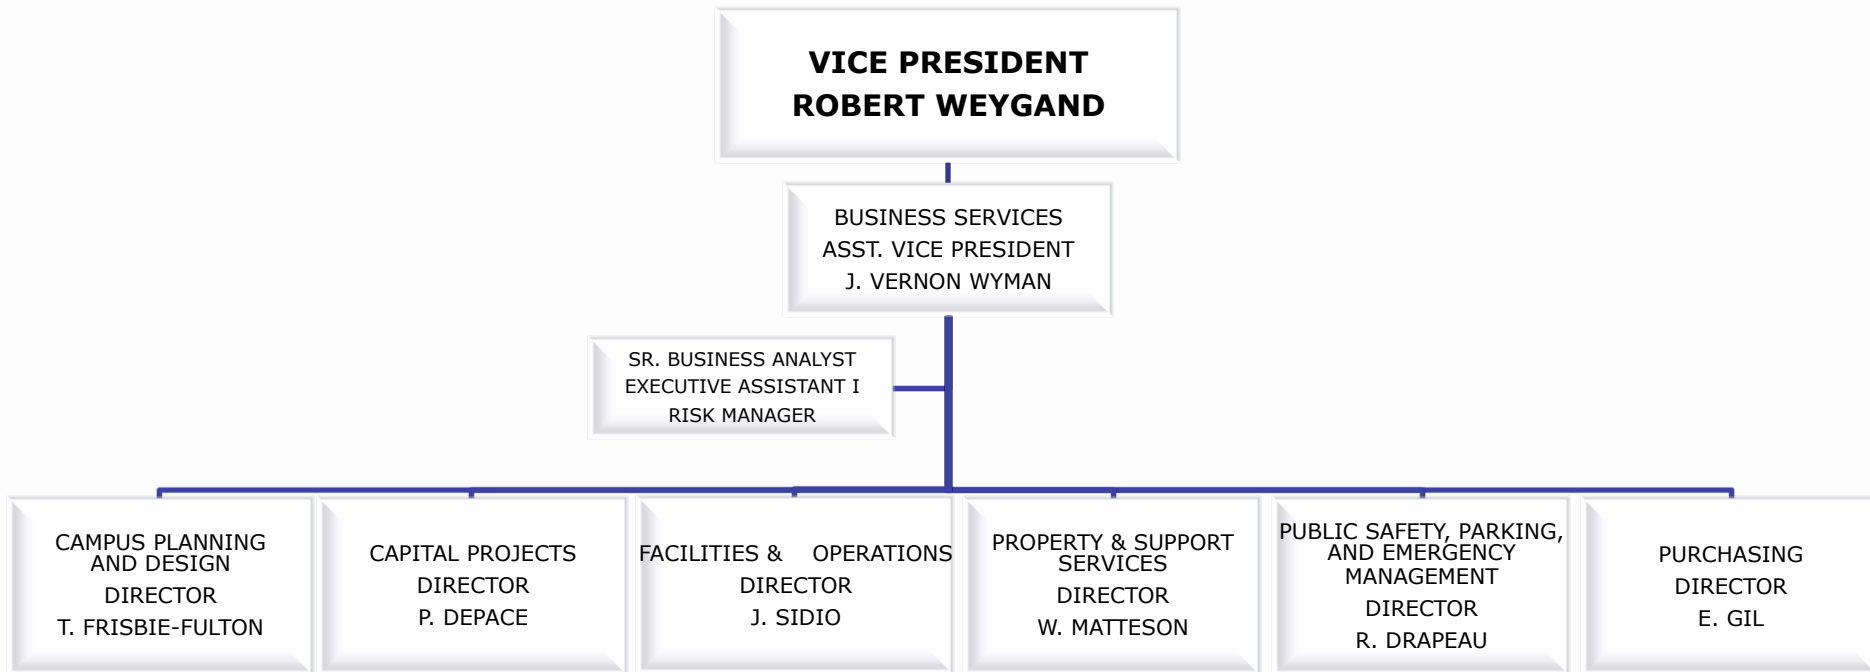 VICE PRESIDENT
ROBERT WEYGAND
BUSINESS SERVICES
ASST. VICE PRESIDENT
J. VERNON WYMAN
SR. BUSINESS ANALYST
EXECUTIVE ASSISTANT I
RISK MANAGER
CAMPUS PLANNING
AND DESIGN
DIRECTOR
T. FRISBIE-FULTON
CAPITAL PROJECTS
DIRECTOR
P. DEPACE
FACILITIES & OPERATIONS
DIRECTOR
J. SIDIO
PROPERTY & SUPPORT
SERVICES
DIRECTOR
W. MATTESON
PUBLIC SAFETY, PARKING,
AND EMERGENCY
MANAGEMENT
DIRECTOR
R. DRAPEAU
PURCHASING
DIRECTOR
E. GIL